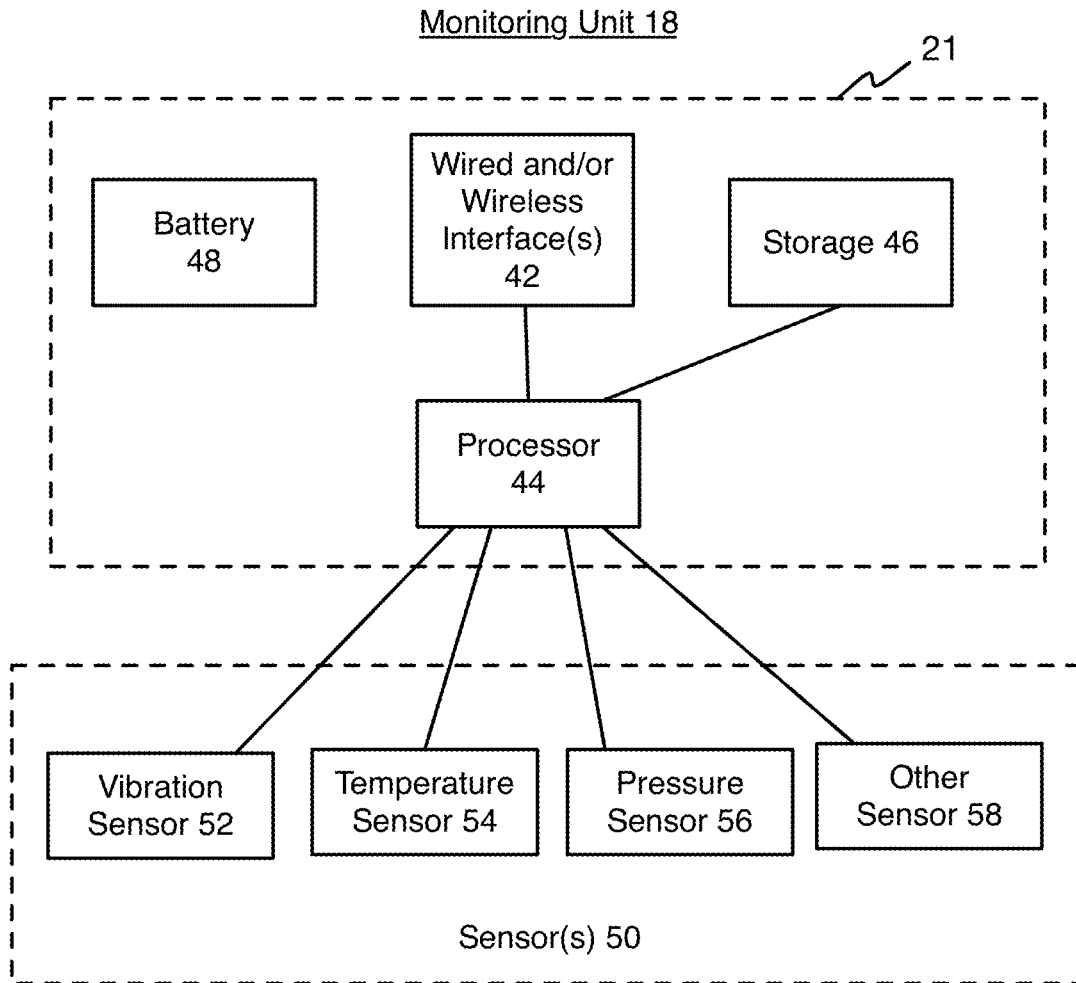 Monitoring Unit 18
21
Battery
48
Wired and/or
Wireless
Interface(s)
42
Storage 46
Processor
44
Vibration
Sensor 52
Temperature
Sensor 54
Pressure
Sensor 56
Other
Sensor 58
Sensor(s) 50